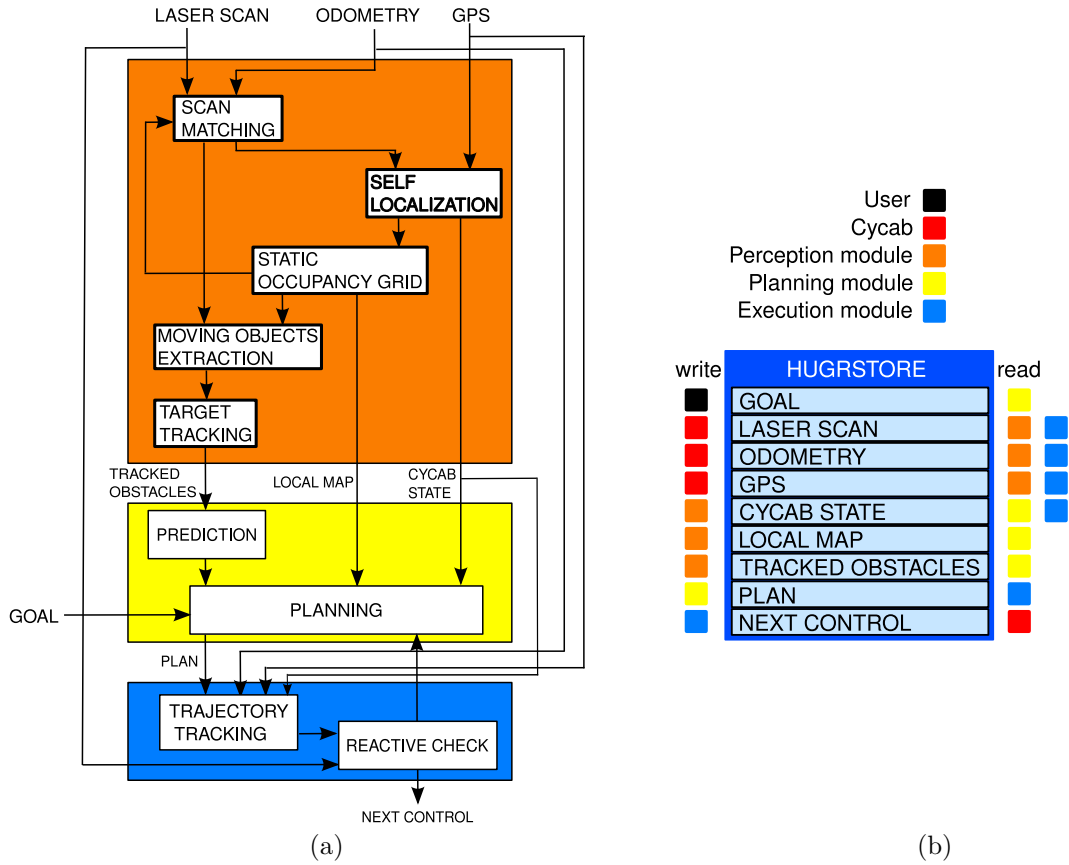 LASER SCAN
ODOMETRY
GPS
SCAN
MATCHING
SELF
LOCALIZATION
STATIC
OCCUPANCY GRID
MOVING OBJECTS
EXTRACTION
TARGET
TRACKING
TRACKED
OBSTACLES
LOCAL MAP
CYCAB
STATE
PREDICTION
PLANNING
GOAL
PLAN
TRAJECTORY
TRACKING
REACTIVE CHECK
NEXT CONTROL
(a)
User
Cycab
Perception module
Planning module
Execution module
write
HUGRSTORE
read
GOAL
LASER SCAN
ODOMETRY
GPS
CYCAB STATE
LOCAL MAP
TRACKED OBSTACLES
PLAN
NEXT CONTROL
(b)